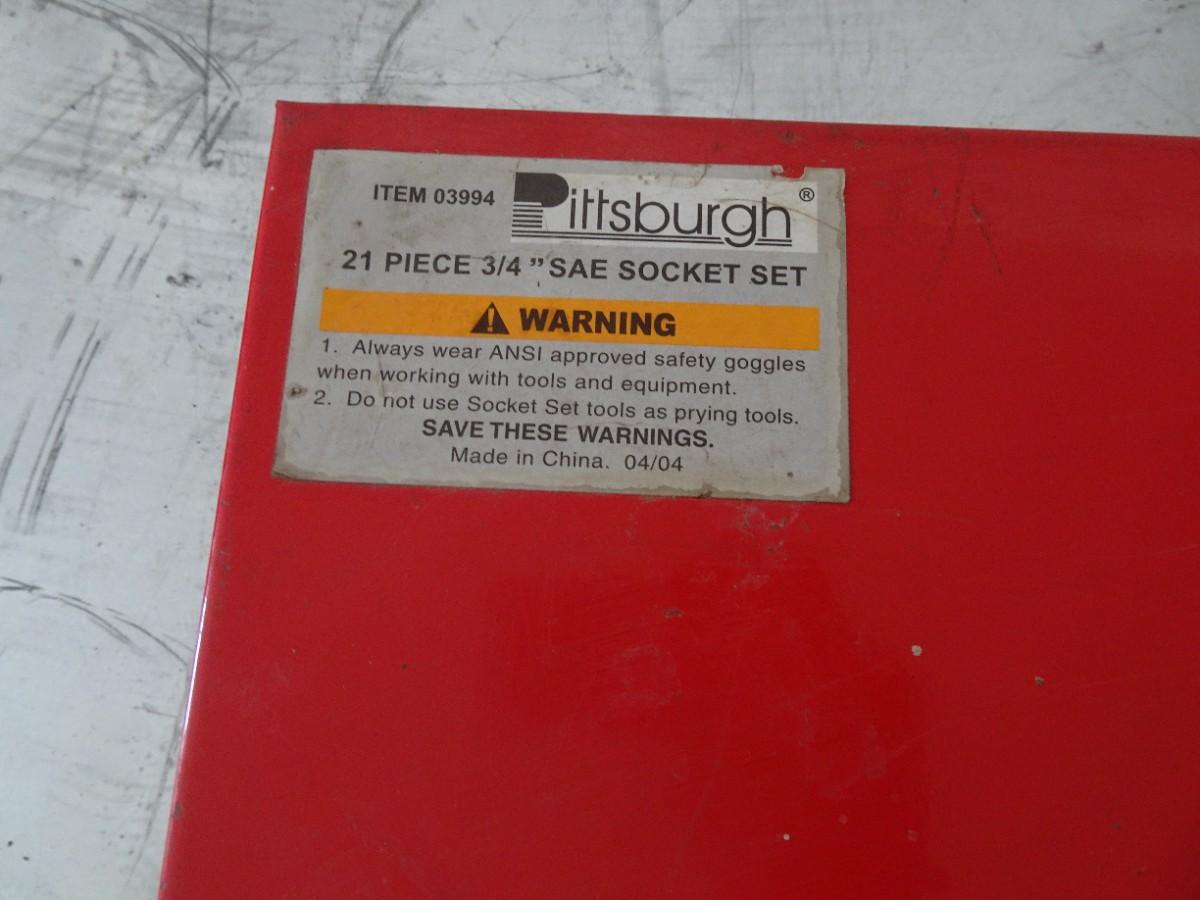 ITEM 03994 Pittsburgh®
21 PIECE 3/4 " SAE SOCKET SET
WARNING
1. Always wear ANSI approved safety goggles
when working with tools and equipment.
2. Do not use Socket Set tools as prying tools.
SAVE THESE WARNINGS.
Made in China. 04/04